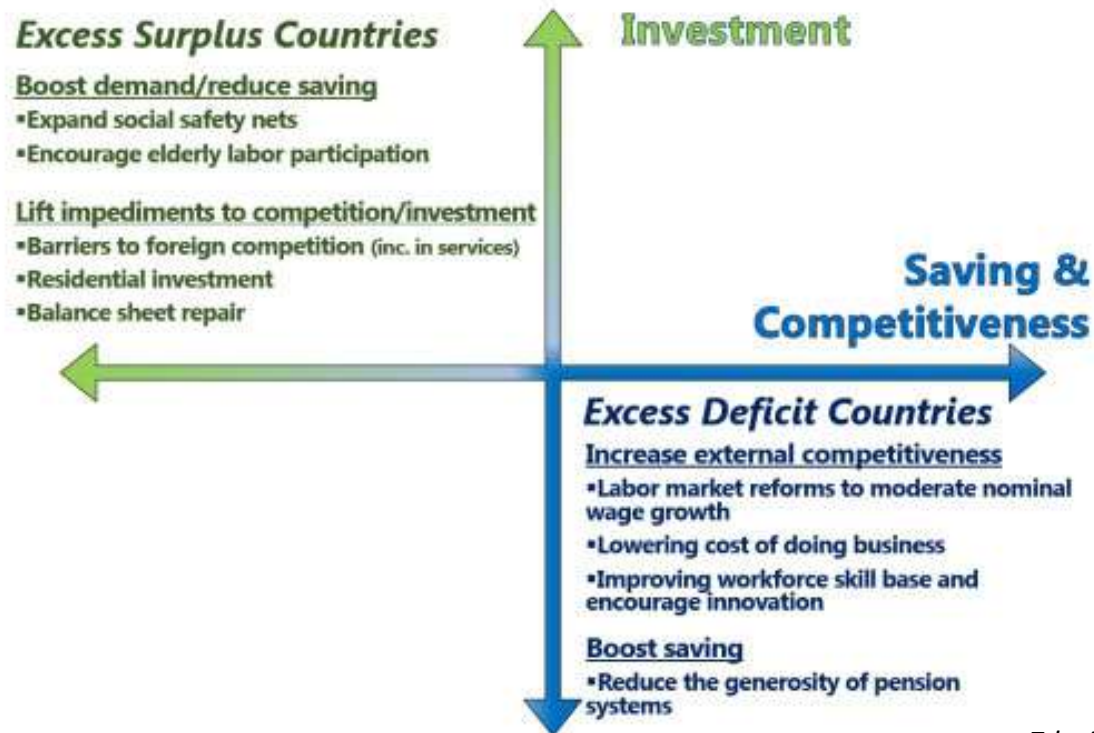 Excess Surplus Countries
Investment
Boost demand/reduce saving
▪Expand social safety nets
▪Encourage elderly labor participation
Lift impediments to competition/investment
▪Barriers to foreign competition (inc. in services)
▪Residential investment
▪Balance sheet repair
Saving &
Competitiveness
Excess Deficit Countries
Increase external competitiveness
▪Labor market reforms to moderate nominal
wage growth
▪Lowering cost of doing business
▪Improving workforce skill base and
encourage innovation
Boost saving
▪Reduce the generosity of pension
systems